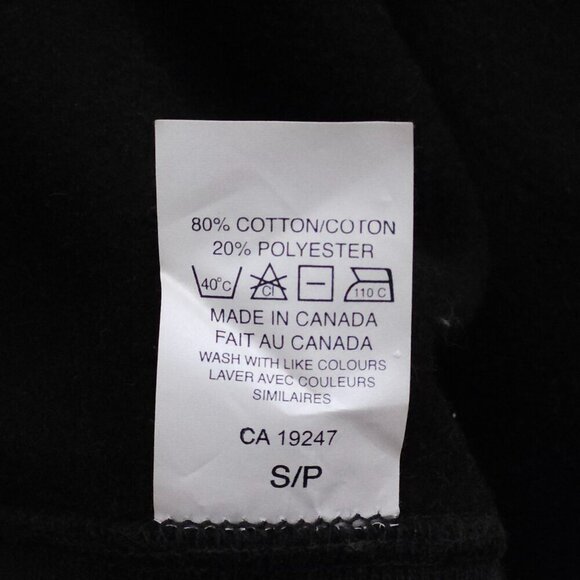 80% COTTON/COTON
20% POLYESTER
40°C Cl 110 C
MADE IN CANADA
FAIT AU CANADA
WASH WITH LIKE COLOURS
LAVER AVEC COULEURS
SIMILAIRES
CA 19247
S/P